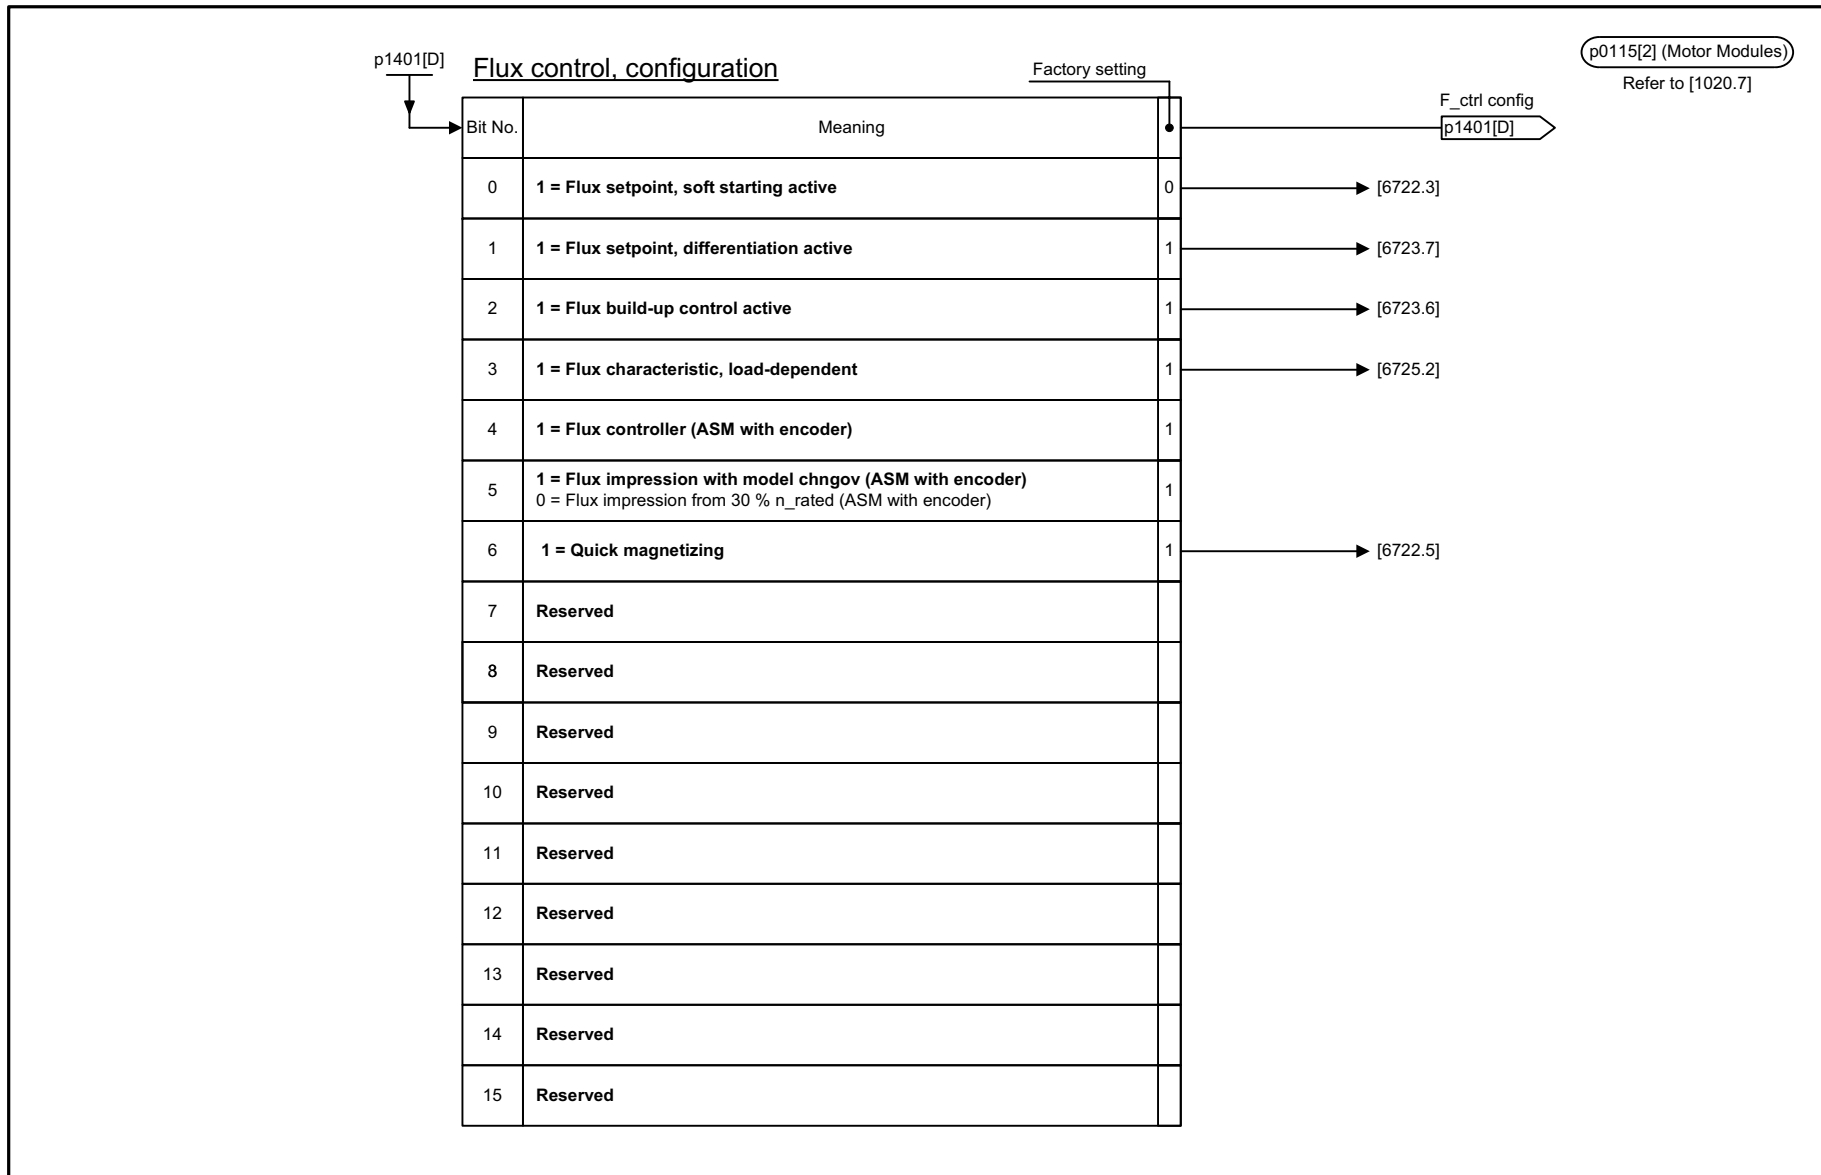 p1401[D]
Flux control, configuration
Factory setting
p0115[2] (Motor Modules)
Refer to [1020.7]
F_ctrl config
p1401[D]
Bit No. Meaning
0 1 = Flux setpoint, soft starting active 0 [6722.3]
1 1 = Flux setpoint, differentiation active 1 [6723.7]
2 1 = Flux build-up control active 1 [6723.6]
3 1 = Flux characteristic, load-dependent 1 [6725.2]
4 1 = Flux controller (ASM with encoder) 1
5 1 = Flux impression with model chngov (ASM with encoder) 1
0 = Flux impression from 30 % n_rated (ASM with encoder)
6 1 = Quick magnetizing 1 [6722.5]
7 Reserved
8 Reserved
9 Reserved
10 Reserved
11 Reserved
12 Reserved
13 Reserved
14 Reserved
15 Reserved